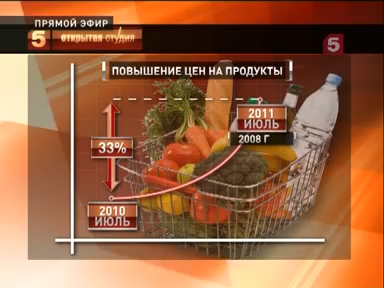 ПРЯМОЙ ЭФИР
5 открытая студия
5
ПОВЫШЕНИЕ ЦЕН НА ПРОДУКТЫ
2011
ИЮЛЬ
2008 Г
33%
2010
ИЮЛЬ